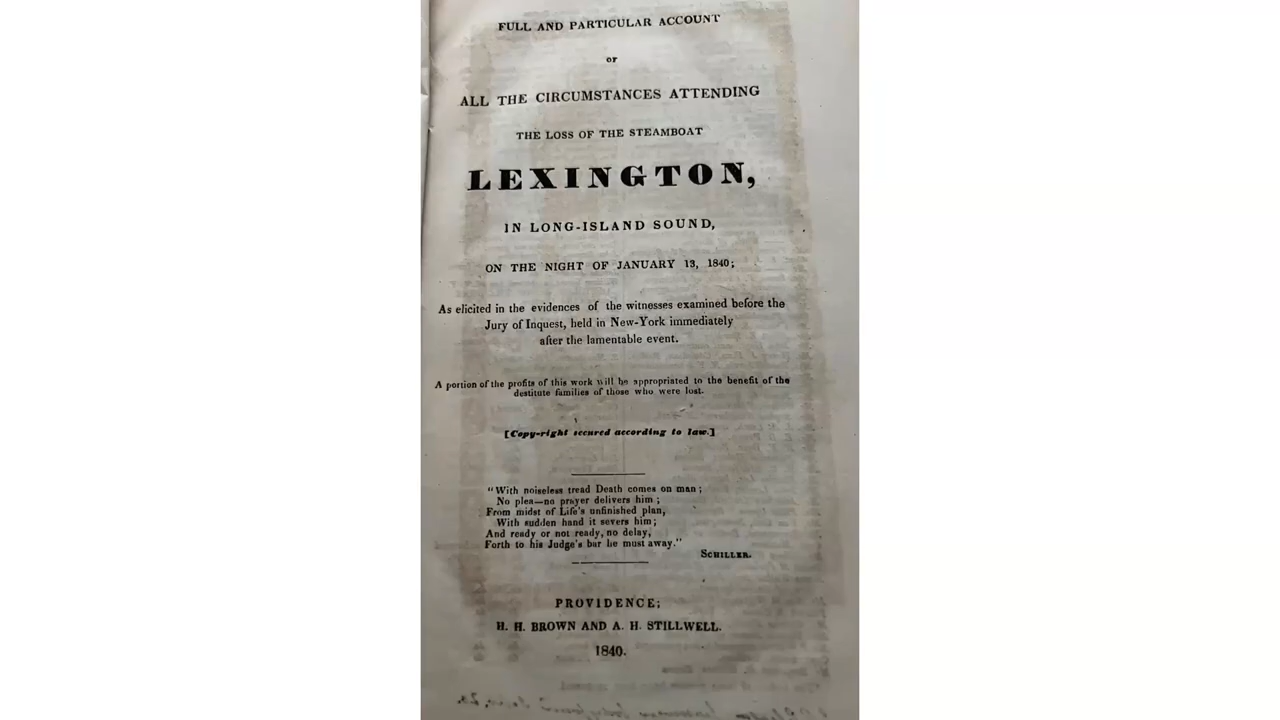 FULL AND PARTICULAR ACCOUNT
OF
ALL THE CIRCUMSTANCES ATTENDING
THE LOSS OF THE STEAMBOAT
LEXINGTON,
IN LONG-ISLAND SOUND,
ON THE NIGHT OF JANUARY 13, 1840;
As elicited in the evidences of the witnesses examined before the
Jury of Inquest, held in New-York immediately
after the lamentable event.
A portion of the profits of this work will be appropriated to the benefit of the
destitute families of those who were lost.
[Copy-right secured according to law.]
"With noiseless tread Death comes on man;
No plea—no prayer delivers him;
From midst of Life's unfinished plan,
With sudden hand it severs him;
And ready or not ready, no delay,
Forth to his Judge's bar he must away."
SCHILLER.
PROVIDENCE;
H. H. BROWN AND A. H. STILLWELL.
1840.